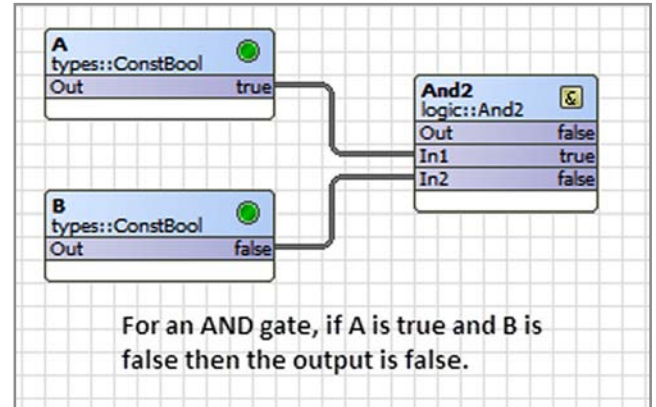 A
types::ConstBool
Out true
And2
logic::And2
&
Out false
In1 true
In2 false
B
types::ConstBool
Out false
For an AND gate, if A is true and B is
false then the output is false.